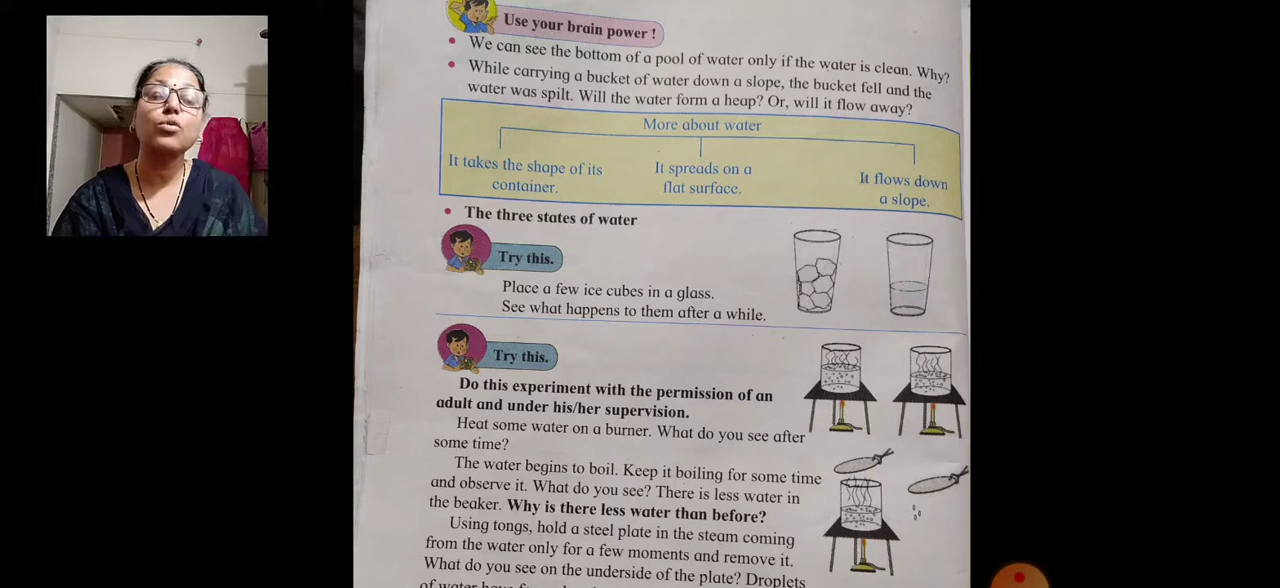 Use your brain power !
• We can see the bottom of a pool of water only if the water is clean. Why?
• While carrying a bucket of water down a slope, the bucket fell and the
water was spilt. Will the water form a heap? Or, will it flow away?
More about water
It takes the shape of its
container.
It spreads on a
flat surface.
It flows down
a slope.
• The three states of water
Try this.
Place a few ice cubes in a glass.
See what happens to them after a while.
Try this.
Do this experiment with the permission of an
adult and under his/her supervision.
Heat some water on a burner. What do you see after
some time?
The water begins to boil. Keep it boiling for some time
and observe it. What do you see? There is less water in
the beaker. Why is there less water than before?
Using tongs, hold a steel plate in the steam coming
from the water only for a few moments and remove it.
What do you see on the underside of the plate? Droplets
of water have